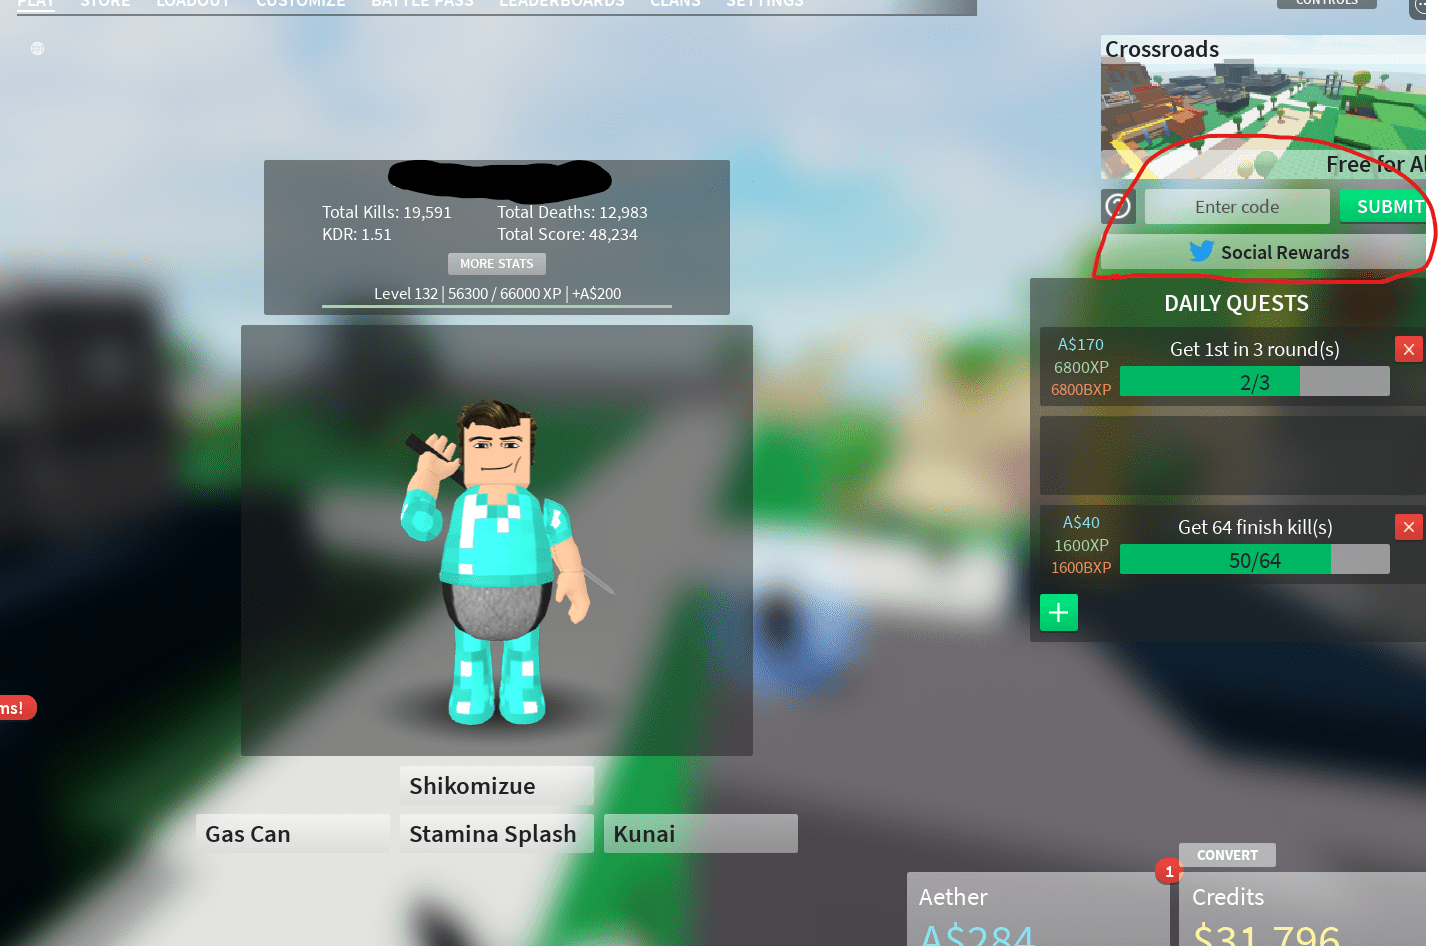 PLAY STORE LOADOUT CUSTOMIZE BATTLE PASS LEADERBOARDS CLANS SETTINGS
CONTROLS
Crossroads
Free for Al
Enter code
SUBMIT
Social Rewards
Total Kills: 19,591
Total Deaths: 12,983
KDR: 1.51
Total Score: 48,234
MORE STATS
Level 132 | 56300 / 66000 XP | +A$200
DAILY QUESTS
A$170
Get 1st in 3 round(s)
6800XP
6800BXP
2/3
A$40
Get 64 finish kill(s)
1600XP
1600BXP
50/64
ms!
Shikomizue
Gas Can
Stamina Splash
Kunai
CONVERT
1
Aether
A$284
Credits
$31,796